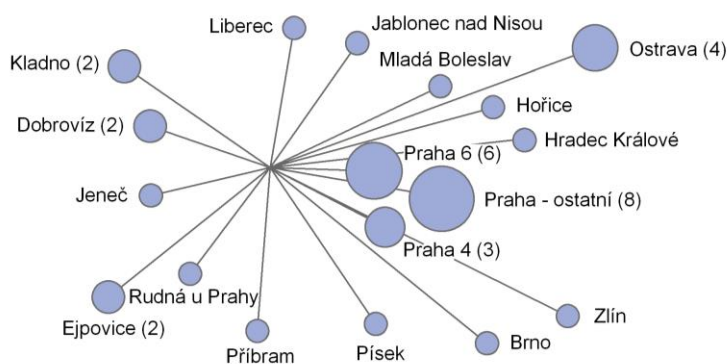 Liberec
Jablonec nad Nisou
Ostrava (4)
Kladno (2)
Mladá Boleslav
Hořice
Dobrovíz (2)
Hradec Králové
Praha 6 (6)
Jeneč
Praha - ostatní (8)
Praha 4 (3)
Rudná u Prahy
Zlín
Ejpovice (2)
Příbram
Písek
Brno